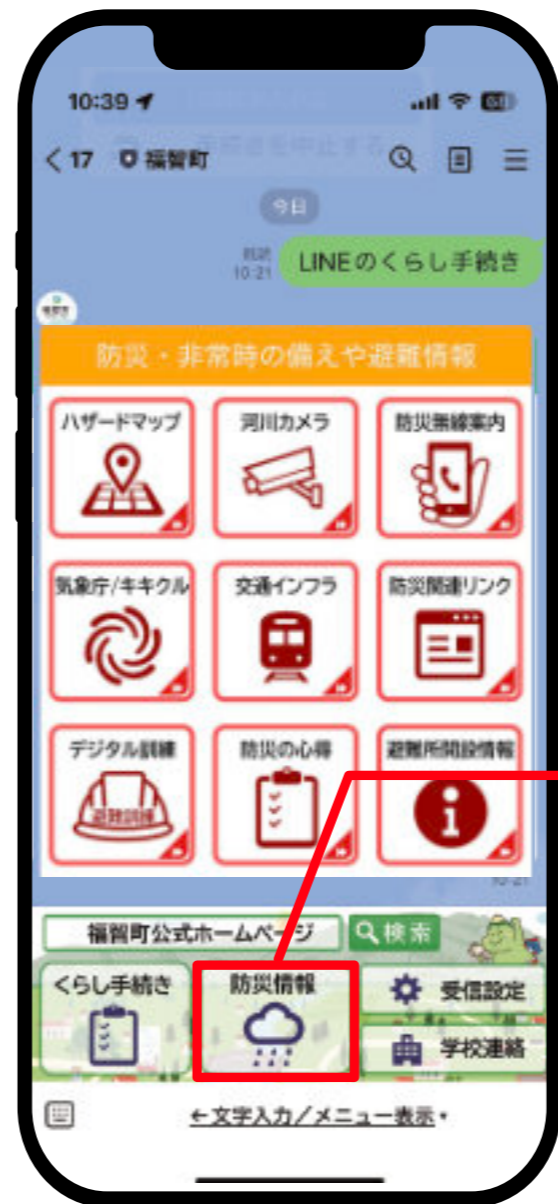 10:39
17 福智町
今日
既読
10:21
LINEのくらし手続き
防災・非常時の備えや避難情報
ハザードマップ
河川カメラ
防災無線案内
気象庁/キキクル
交通インフラ
防災関連リンク
デジタル訓練
防災の心得
避難所開設情報
避難訓練
10:21
福智町公式ホームページ
検索
くらし手続き
防災情報
受信設定
学校連絡
←文字入力/メニュー表示